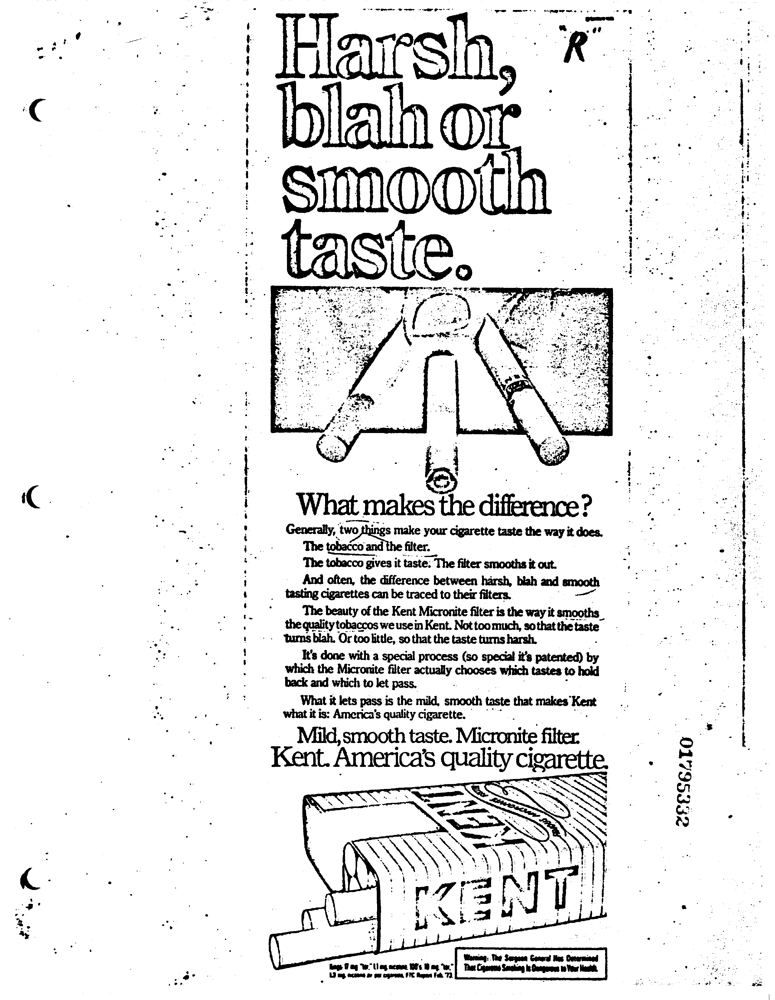 "R"
Harsh,
blah or
smooth
taste.
What makes the difference?
Generally, two things make your cigarette taste the way it does.
The tobacco and the filter.
The tobacco gives it taste. The filter smooths it out.
And often, the difference between harsh, blah and smooth
tasting cigarettes can be traced to their filters.
The beauty of the Kent Micronite filter is the way it smooths
the quality tobaccos we use in Kent. Not too much, so that the taste
turns blah. Or too little, so that the taste turns harsh.
It's done with a special process (so special it's patented) by
which the Micronite filter actually chooses which tastes to hold
back and which to let pass.
What it lets pass is the mild, smooth taste that makes Kent
what it is: America's quality cigarette.
Mild, smooth taste. Micronite filter.
Kent. America's quality cigarette.
01795332
KENT
KENT
Kings 17 mg "tar," 1.1 mg nicotine, 100's 18 mg "tar,"
1.3 mg. nicotine av per cigarette, FTC Report Feb. '73
Warning: The Surgeon General Has Determined
That Cigarette Smoking Is Dangerous to Your Health.